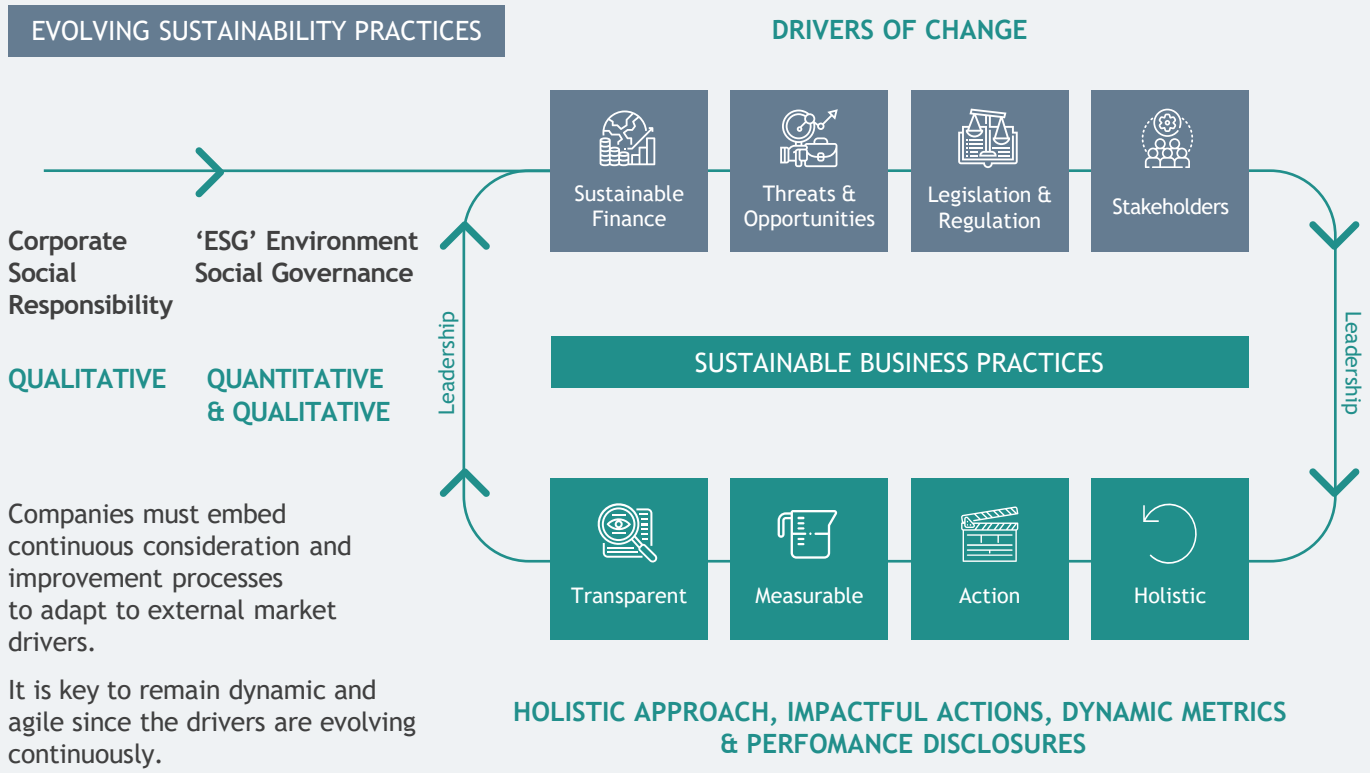 EVOLVING SUSTAINABILITY PRACTICES
DRIVERS OF CHANGE
Sustainable
Finance
Threats &
Opportunities
Legislation &
Regulation
Stakeholders
Corporate
Social
Responsibility
‘ESG’ Environment
Social Governance
QUALITATIVE
QUANTITATIVE
& QUALITATIVE
Leadership
SUSTAINABLE BUSINESS PRACTICES
Leadership
Companies must embed
continuous consideration and
improvement processes
to adapt to external market
drivers.
It is key to remain dynamic and
agile since the drivers are evolving
continuously.
Transparent
Measurable
Action
Holistic
HOLISTIC APPROACH, IMPACTFUL ACTIONS, DYNAMIC METRICS
& PERFOMANCE DISCLOSURES